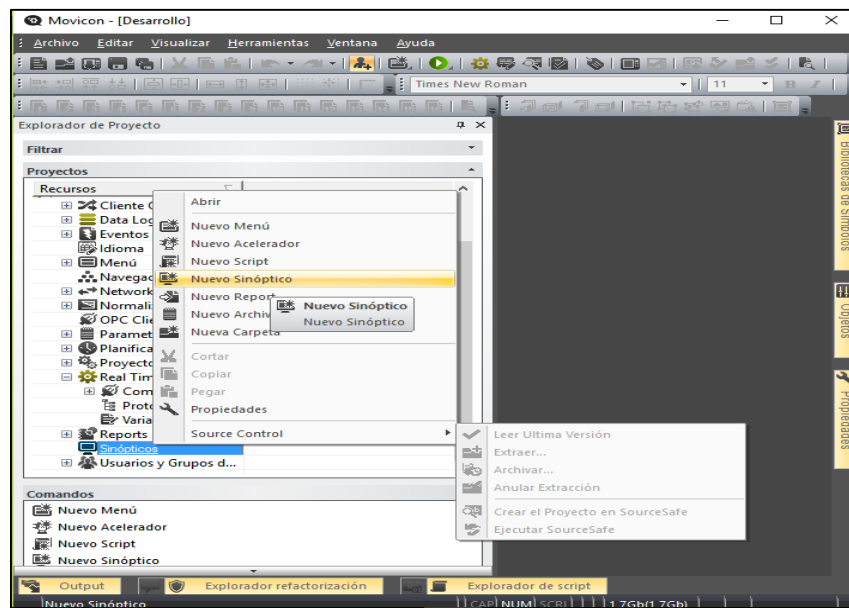 Movicon - [Desarrollo]
Archivo Editar Visualizar Herramientas Ventana Ayuda
Times New Roman 11 B I
Explorador de Proyecto
Filtrar
Proyectos
Recursos
Cliente
Data Log
Eventos
Idioma
Menú
Navegac
Network
Normali
OPC Clie
Paramet
Planifica
Proyecto
Real Tim
Com
Proto
Varia
Reports
Sinópticos
Usuarios y Grupos d...
Abrir
Nuevo Menú
Nuevo Acelerador
Nuevo Script
Nuevo Sinóptico
Nuevo Report
Nuevo Archiv
Nueva Carpeta
Cortar
Copiar
Pegar
Propiedades
Source Control
Nuevo Sinóptico
Nuevo Sinóptico
Leer Ultima Versión
Extraer...
Archivar...
Anular Extracción
Crear el Proyecto en SourceSafe
Ejecutar SourceSafe
Comandos
Nuevo Menú
Nuevo Acelerador
Nuevo Script
Nuevo Sinóptico
Bibliotecas de Símbolos
Objetos
Propiedades
Output Explorador refactorización Explorador de script
Nuevo Sinóptico CAP NUM SCRL 1.7Gb(1.7Gb)